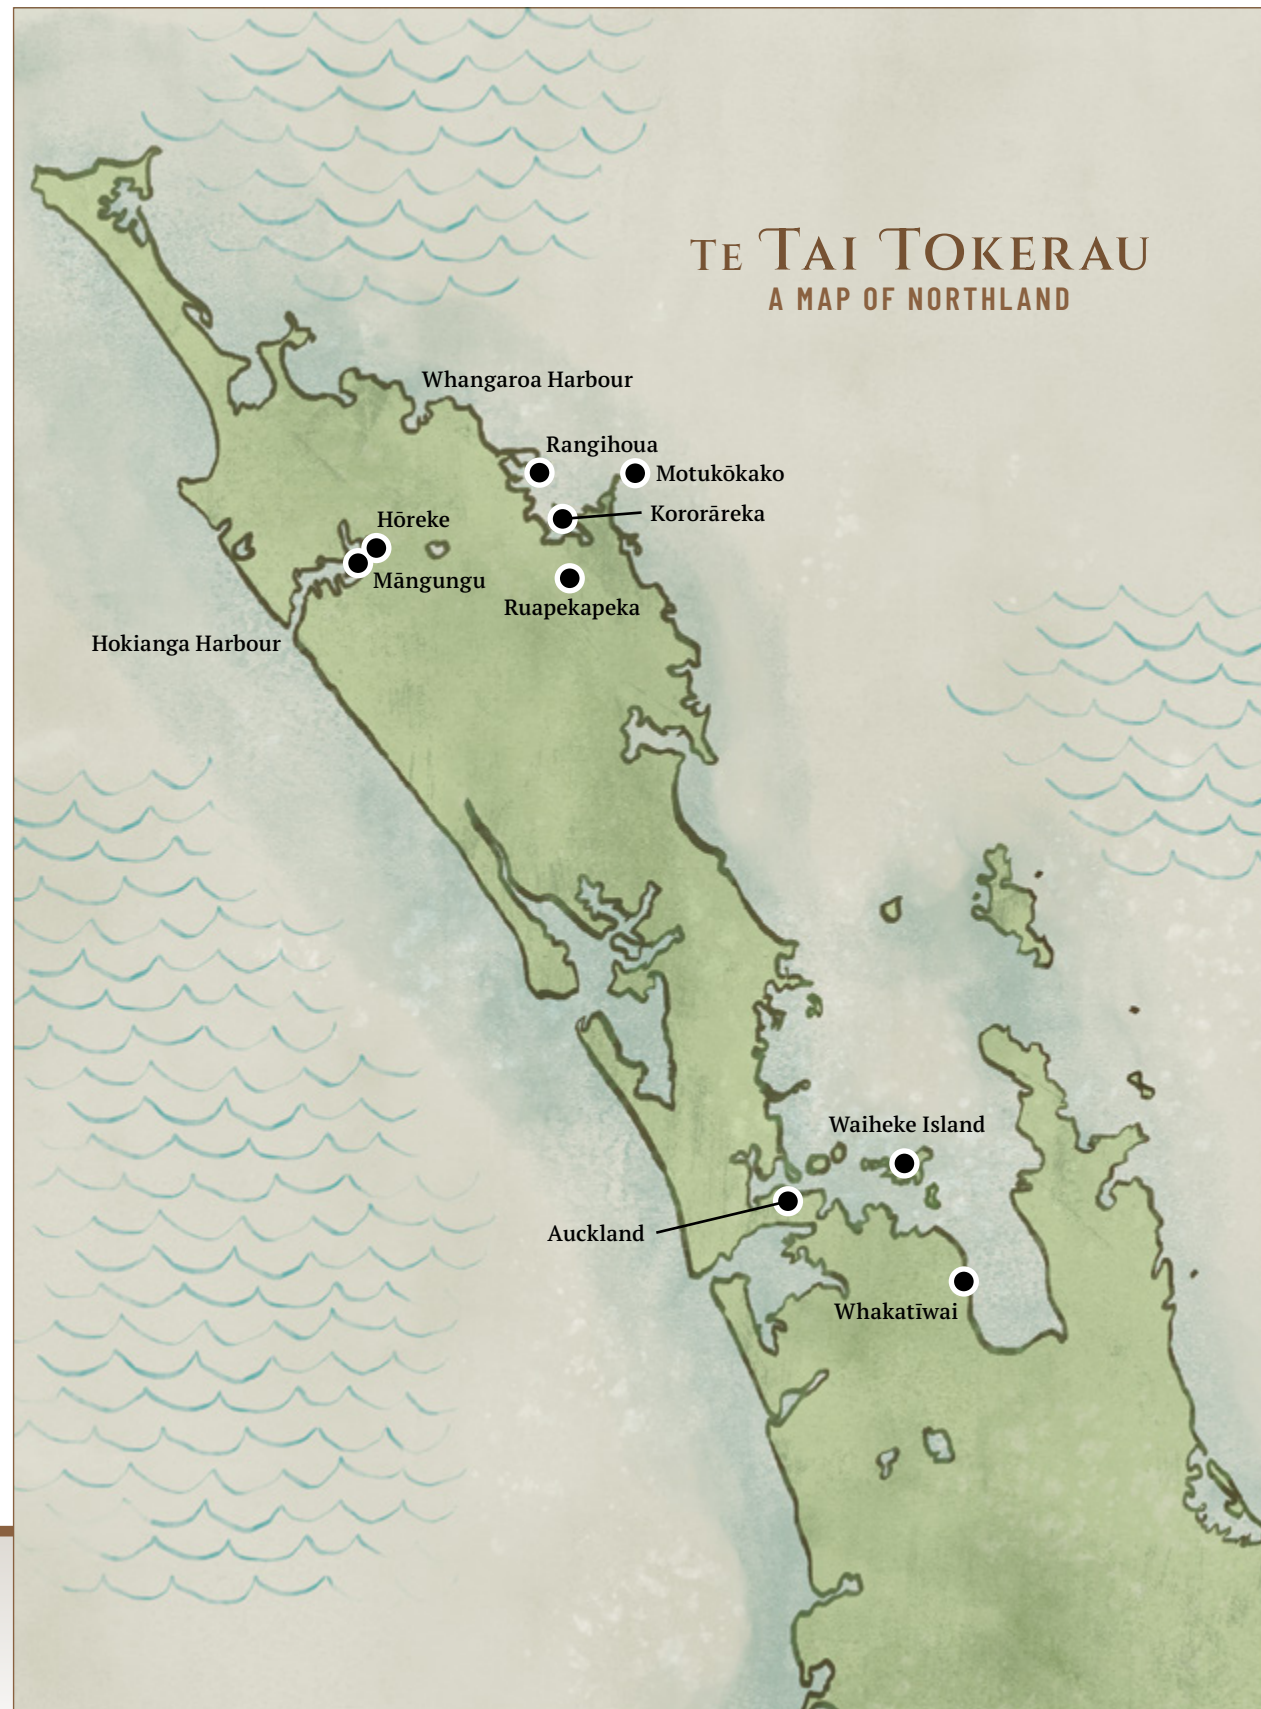 Te Tai Tokerau
A MAP OF NORTHLAND
Whangaroa Harbour
Rangihoua
Motukōkako
Kororāreka
Hōreke
Māngungu
Ruapekapeka
Hokianga Harbour
Waiheke Island
Auckland
Whakatīwai